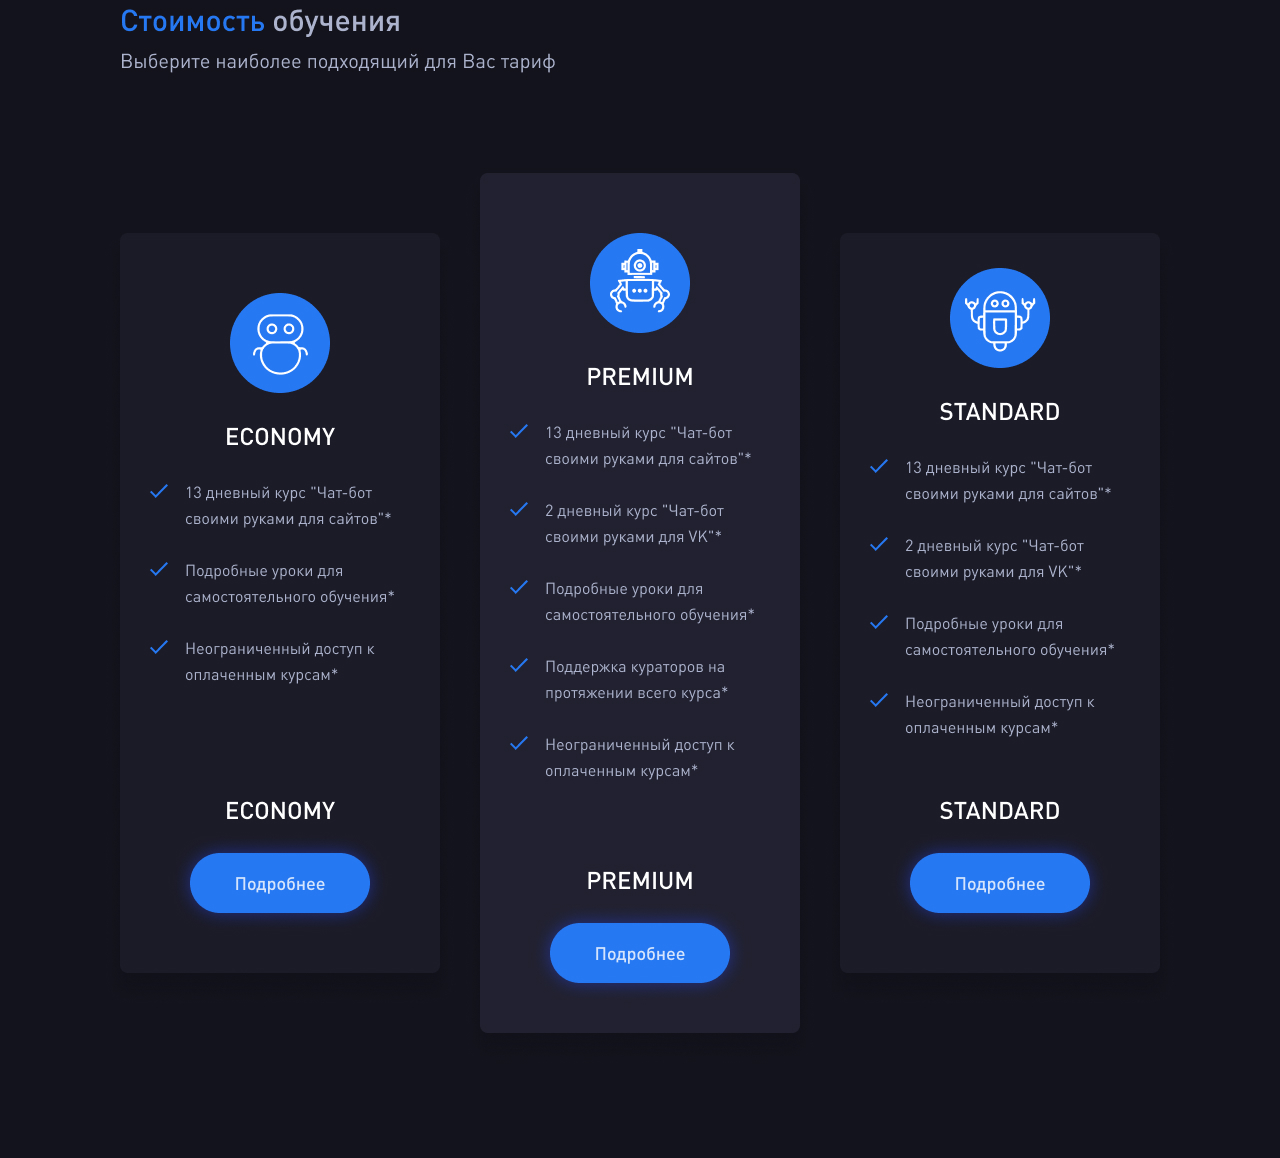 Стоимость обучения
Выберите наиболее подходящий для Вас тариф
ECONOMY
13 дневный курс "Чат-бот
своими руками для сайтов"*
Подробные уроки для
самостоятельного обучения*
Неограниченный доступ к
оплаченным курсам*
ECONOMY
Подробнее
PREMIUM
13 дневный курс "Чат-бот
своими руками для сайтов"*
2 дневный курс "Чат-бот
своими руками для VK"*
Подробные уроки для
самостоятельного обучения*
Поддержка кураторов на
протяжении всего курса*
Неограниченный доступ к
оплаченным курсам*
PREMIUM
Подробнее
STANDARD
13 дневный курс "Чат-бот
своими руками для сайтов"*
2 дневный курс "Чат-бот
своими руками для VK"*
Подробные уроки для
самостоятельного обучения*
Неограниченный доступ к
оплаченным курсам*
STANDARD
Подробнее